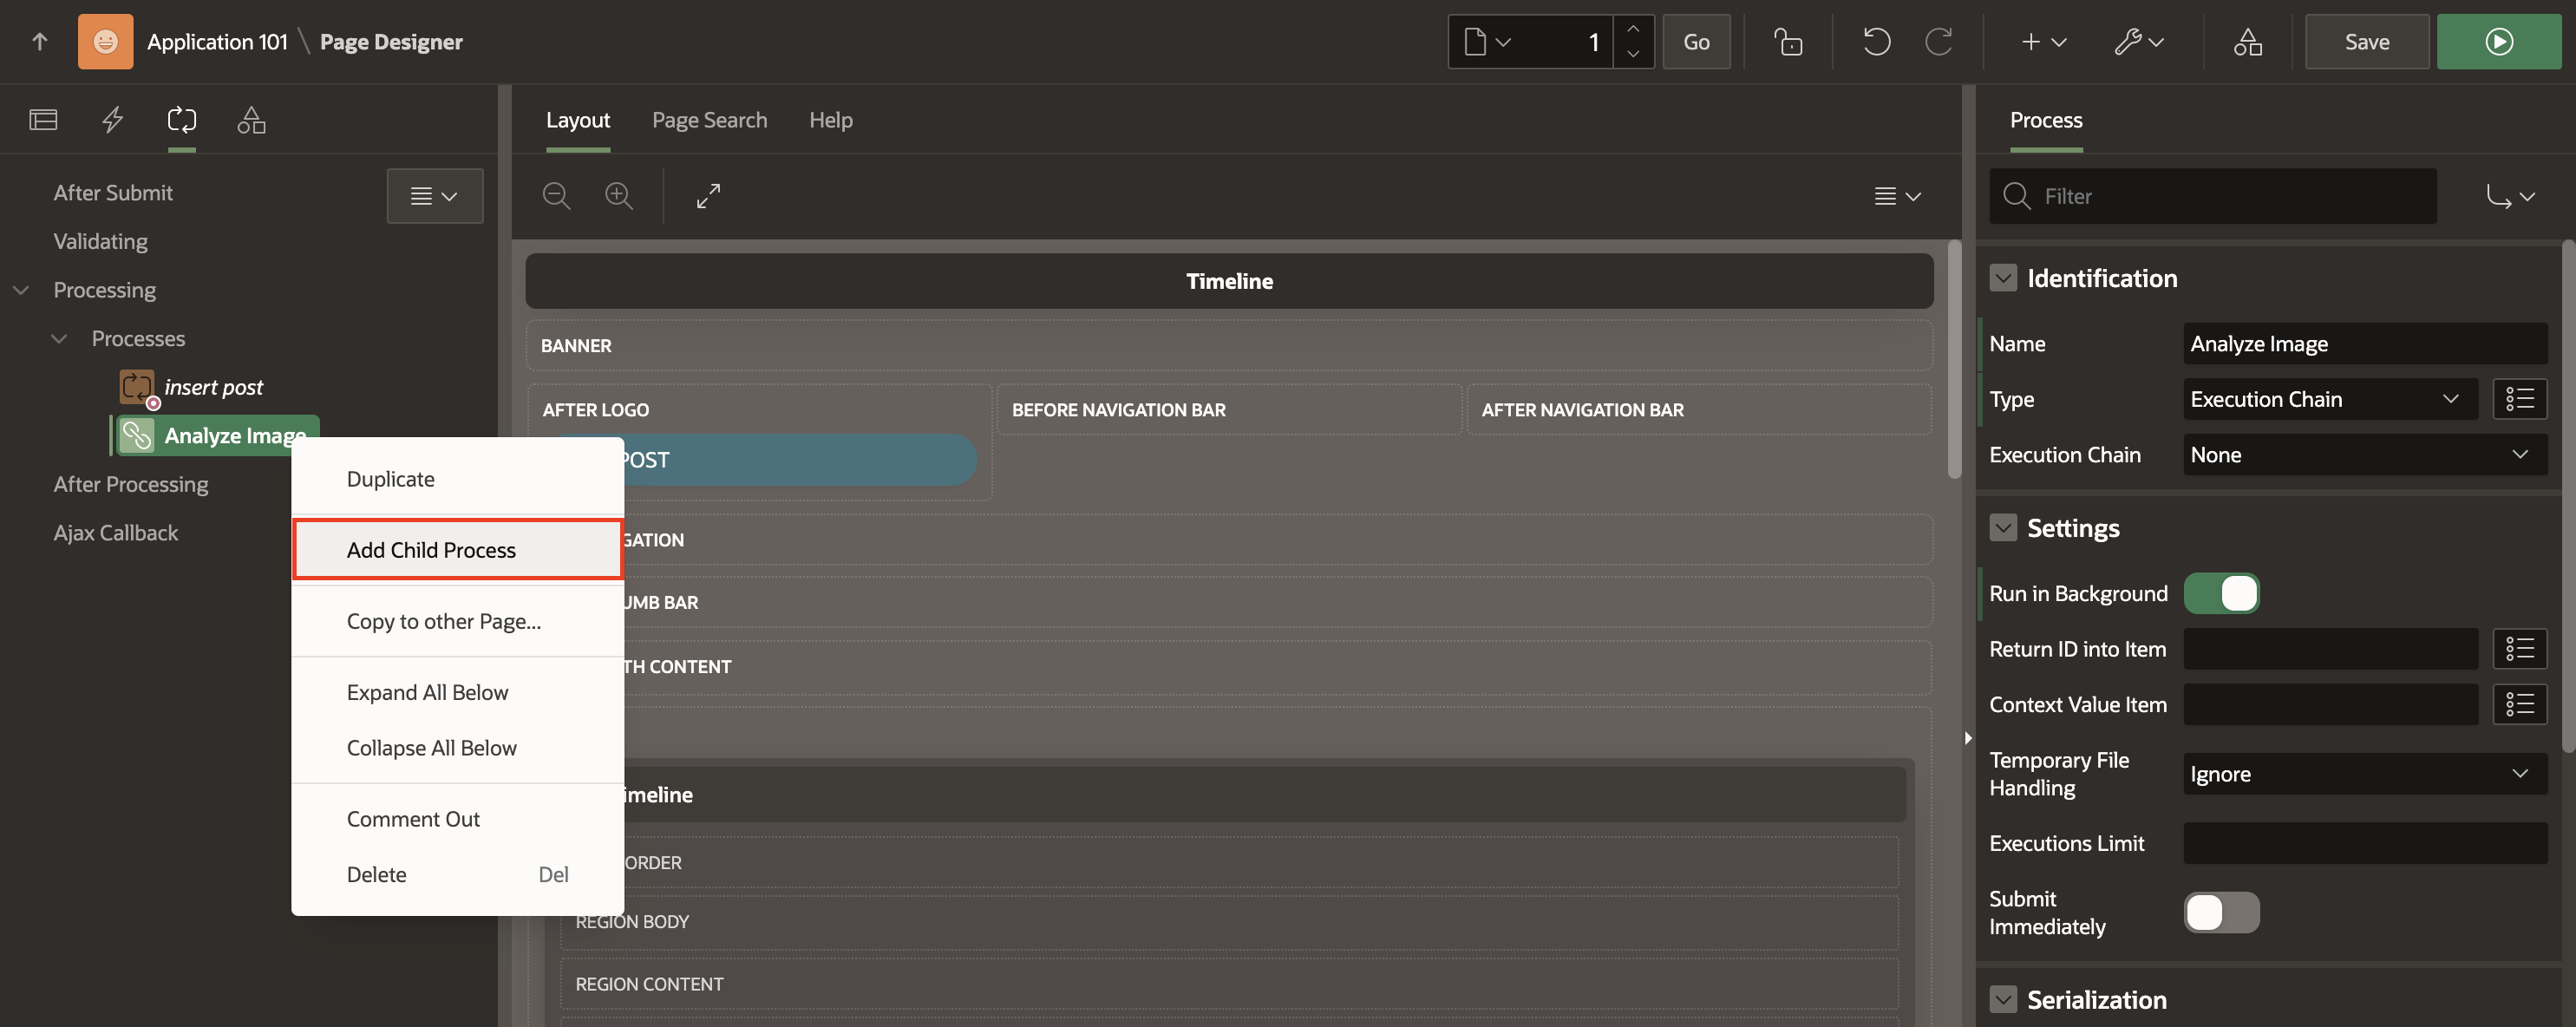 Application 101 \ Page Designer
1
Go
Save
After Submit
Validating
Processing
Processes
insert post
Analyze Image
After Processing
Ajax Callback
Duplicate
Add Child Process
Copy to other Page...
Expand All Below
Collapse All Below
Comment Out
Delete Del
Layout Page Search Help
Timeline
BANNER
AFTER LOGO
BEFORE NAVIGATION BAR
AFTER NAVIGATION BAR
POST
GATION
UMB BAR
TH CONTENT
imeline
ORDER
REGION BODY
REGION CONTENT
Process
Filter
Identification
Name Analyze Image
Type Execution Chain
Execution Chain None
Settings
Run in Background
Return ID into Item
Context Value Item
Temporary File
Handling
Ignore
Executions Limit
Submit
Immediately
Serialization